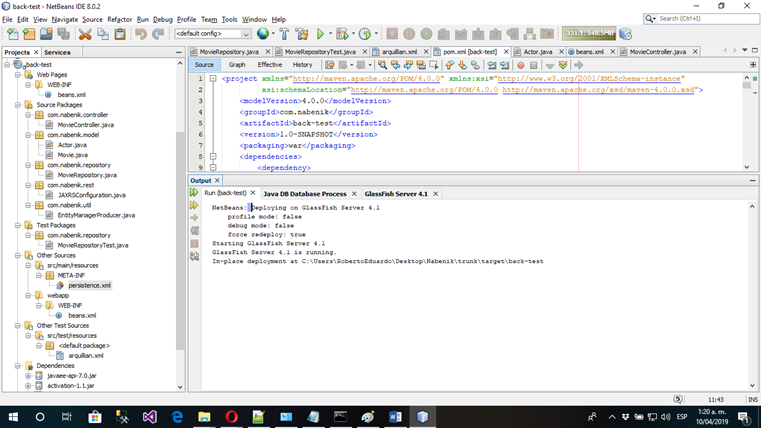 back-test - NetBeans IDE 8.0.2
File Edit View Navigate Source Refactor Run Debug Profile Team Tools Window Help
Search (Ctrl+I)
<default config>
Projects Services
MovieRepository.java MovieRepositoryTest.java arquillian.xml pom.xml [back-test] Actor.java beans.xml MovieController.java
Source Graph Effective History
back-test
Web Pages
WEB-INF
beans.xml
Source Packages
com.nabenik.controller
MovieController.java
com.nabenik.model
Actor.java
Movie.java
com.nabenik.repository
MovieRepository.java
com.nabenik.rest
JAXRSConfiguration.java
com.nabenik.util
EntityManagerProducer.java
Test Packages
com.nabenik.repository
MovieRepositoryTest.java
Other Sources
src/main/resources
META-INF
persistence.xml
webapp
WEB-INF
beans.xml
Other Test Sources
src/test/resources
<default package>
arquillian.xml
Dependencies
javaee-api-7.0.jar
activation-1.1.jar
1 <project xmlns="http://maven.apache.org/POM/4.0.0" xmlns:xsi="http://www.w3.org/2001/XMLSchema-instance"
2 xsi:schemaLocation="http://maven.apache.org/POM/4.0.0 http://maven.apache.org/xsd/maven-4.0.0.xsd">
3 <modelVersion>4.0.0</modelVersion>
4 <groupId>com.nabenik</groupId>
5 <artifactId>back-test</artifactId>
6 <version>1.0-SNAPSHOT</version>
7 <packaging>war</packaging>
8 <dependencies>
9 <dependency>
Output
Run (back-test) Java DB Database Process GlassFish Server 4.1
NetBeans: Deploying on GlassFish Server 4.1
profile mode: false
debug mode: false
force redeploy: true
Starting GlassFish Server 4.1
GlassFish Server 4.1 is running.
In-place deployment at C:\Users\RobertoEduardo\Desktop\Nabenik\trunk\target\back-test
11:43 INS
ESP
1:20 a. m.
10/04/2019